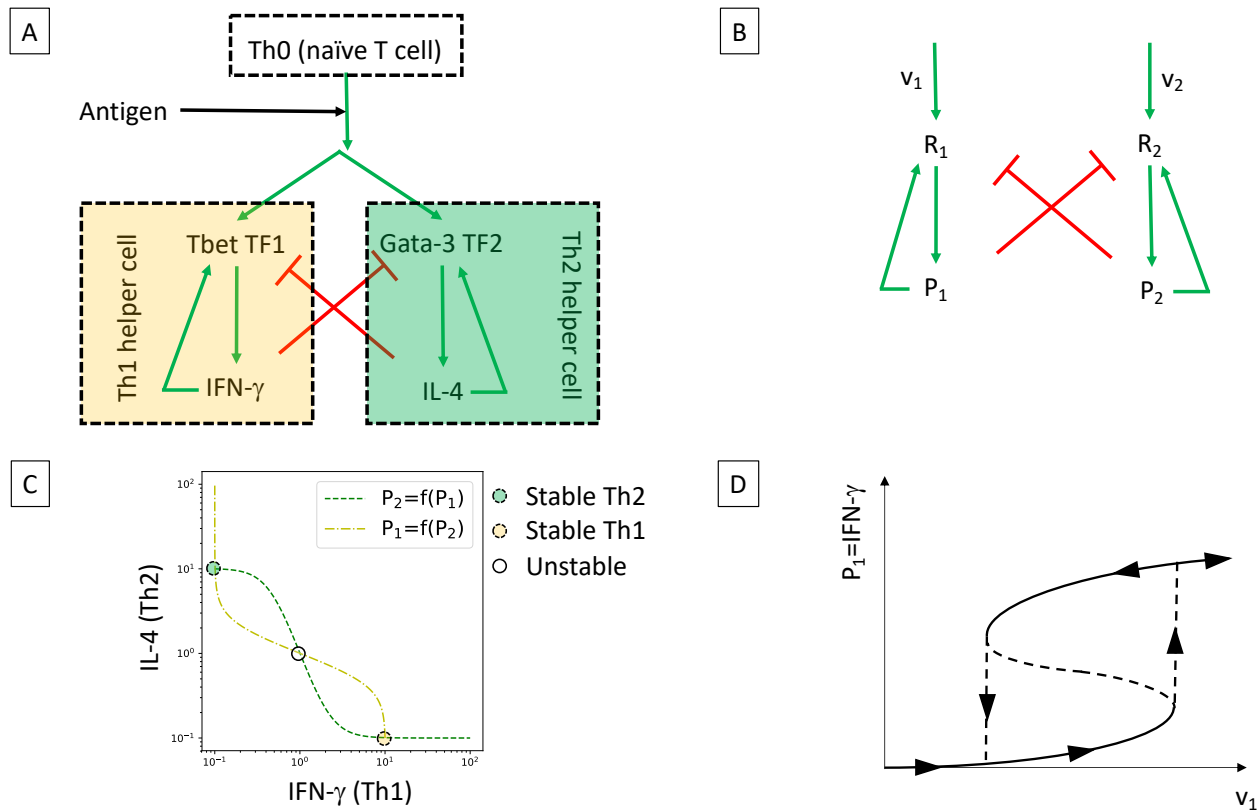 A
Th0 (naïve T cell)
Antigen
Th1 helper cell
Tbet TF1
IFN-γ
Gata-3 TF2
IL-4
Th2 helper cell
B
v₁
v₂
R₁
R₂
P₁
P₂
C
IL-4 (Th2)
10²
10¹
10⁰
10⁻¹
P₂=f(P₁)
P₁=f(P₂)
10⁻¹
10⁰
10¹
10²
IFN-γ (Th1)
Stable Th2
Stable Th1
Unstable
D
P₁=IFN-γ
v₁